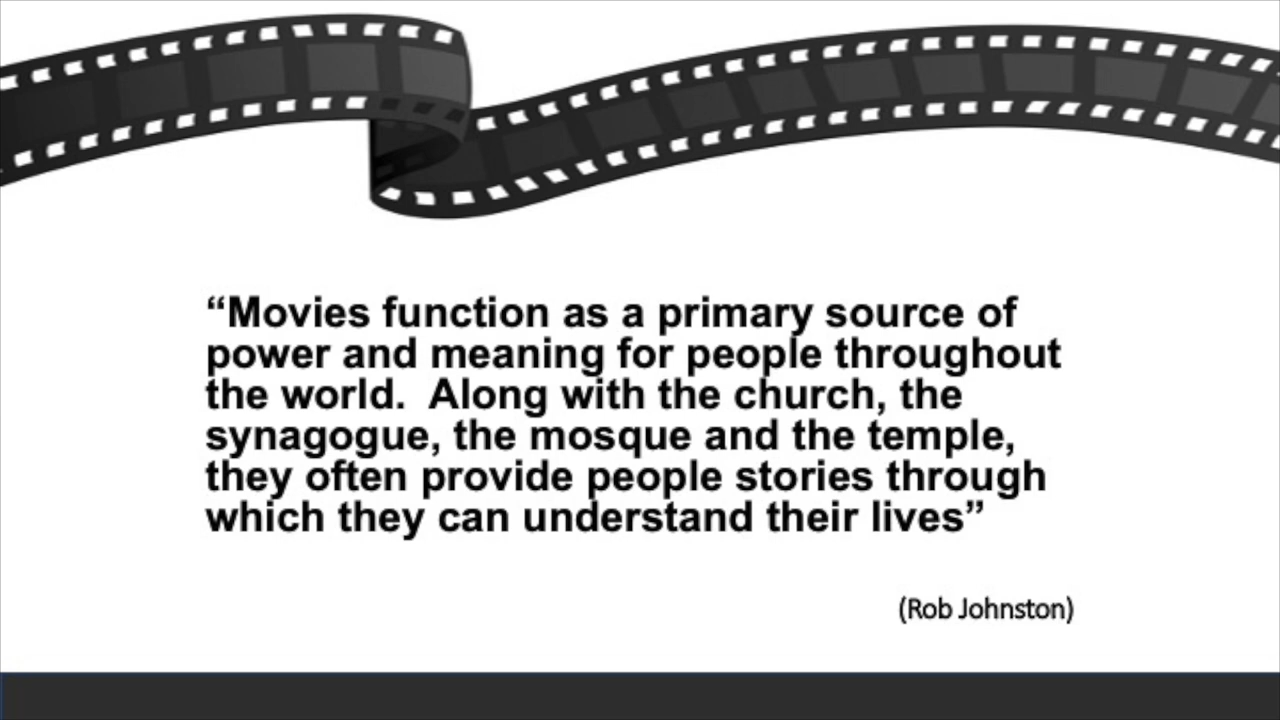 “Movies function as a primary source of
power and meaning for people throughout
the world.  Along with the church, the
synagogue, the mosque and the temple,
they often provide people stories through
which they can understand their lives”
(Rob Johnston)